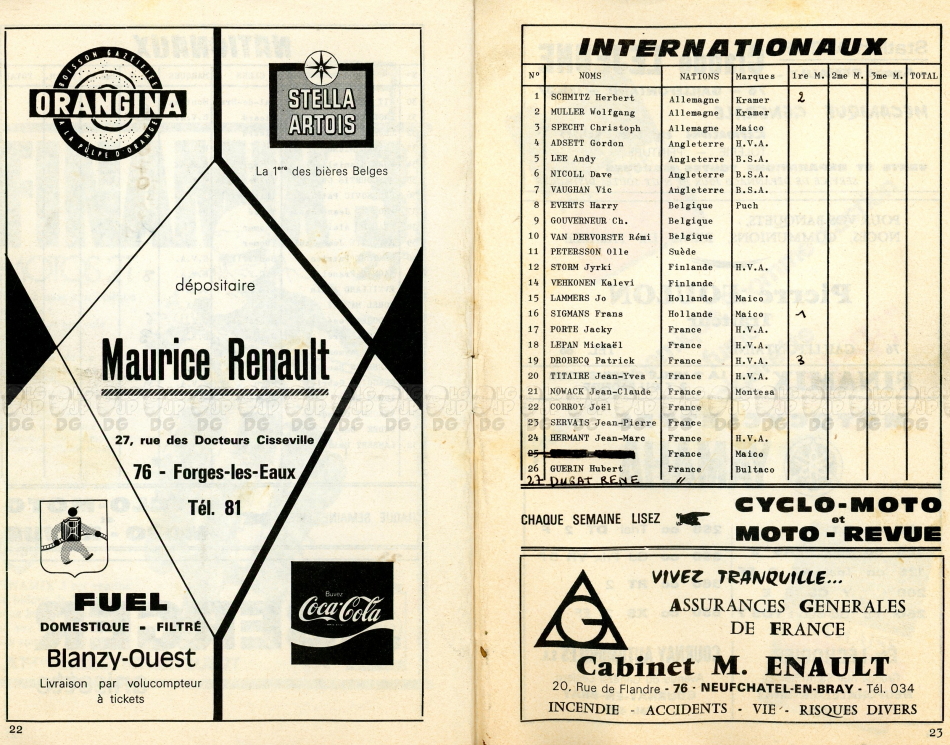 BOISSON GAZEIFIEE
ORANGINA
A LA PULPE D'ORANGE
STELLA
ARTOIS
La 1ère des bières Belges
dépositaire
Maurice Renault
27, rue des Docteurs Cisseville
76 - Forges-les-Eaux
Tél. 81
FUEL
DOMESTIQUE - FILTRÉ
Blanzy-Ouest
Livraison par volucompteur
à tickets
Buvez
Coca-Cola
22
INTERNATIONAUX
N° NOMS NATIONS Marques 1re M. 2me M. 3me M. TOTAL
1 SCHMITZ Herbert Allemagne Kramer 2
2 MULLER Wolfgang Allemagne Kramer
3 SPECHT Christoph Allemagne Maico
4 ADSETT Gordon Angleterre H.V.A.
5 LEE Andy Angleterre B.S.A.
6 NICOLL Dave Angleterre B.S.A.
7 VAUGHAN Vic Angleterre B.S.A.
8 EVERTS Harry Belgique Puch
9 GOUVERNEUR Ch. Belgique
10 VAN DERVORSTE Rémi Belgique
11 PETERSSON Olle Suède
12 STORM Jyrki Finlande H.V.A.
14 VEHKONEN Kalevi Finlande
15 LAMMERS Jo Hollande Maico
16 SIGMANS Frans Hollande Maico 1
17 PORTE Jacky France H.V.A.
18 LEPAN Mickaël France H.V.A.
19 DROBECQ Patrick France H.V.A. 3
20 TITAIRE Jean-Yves France H.V.A.
21 NOWACK Jean-Claude France Montesa
22 CORROY Joël France
23 SERVAIS Jean-Pierre France
24 HERMANT Jean-Marc France H.V.A.
25 France Maico
26 GUERIN Hubert France Bultaco
27 DUGAT RENE "
CHAQUE SEMAINE LISEZ
CYCLO-MOTO
et
MOTO - REVUE
VIVEZ TRANQUILLE...
ASSURANCES GENERALES
DE FRANCE
AGF
Cabinet M. ENAULT
20, Rue de Flandre - 76 - NEUFCHATEL-EN-BRAY - Tél. 034
INCENDIE - ACCIDENTS - VIE - RISQUES DIVERS
23